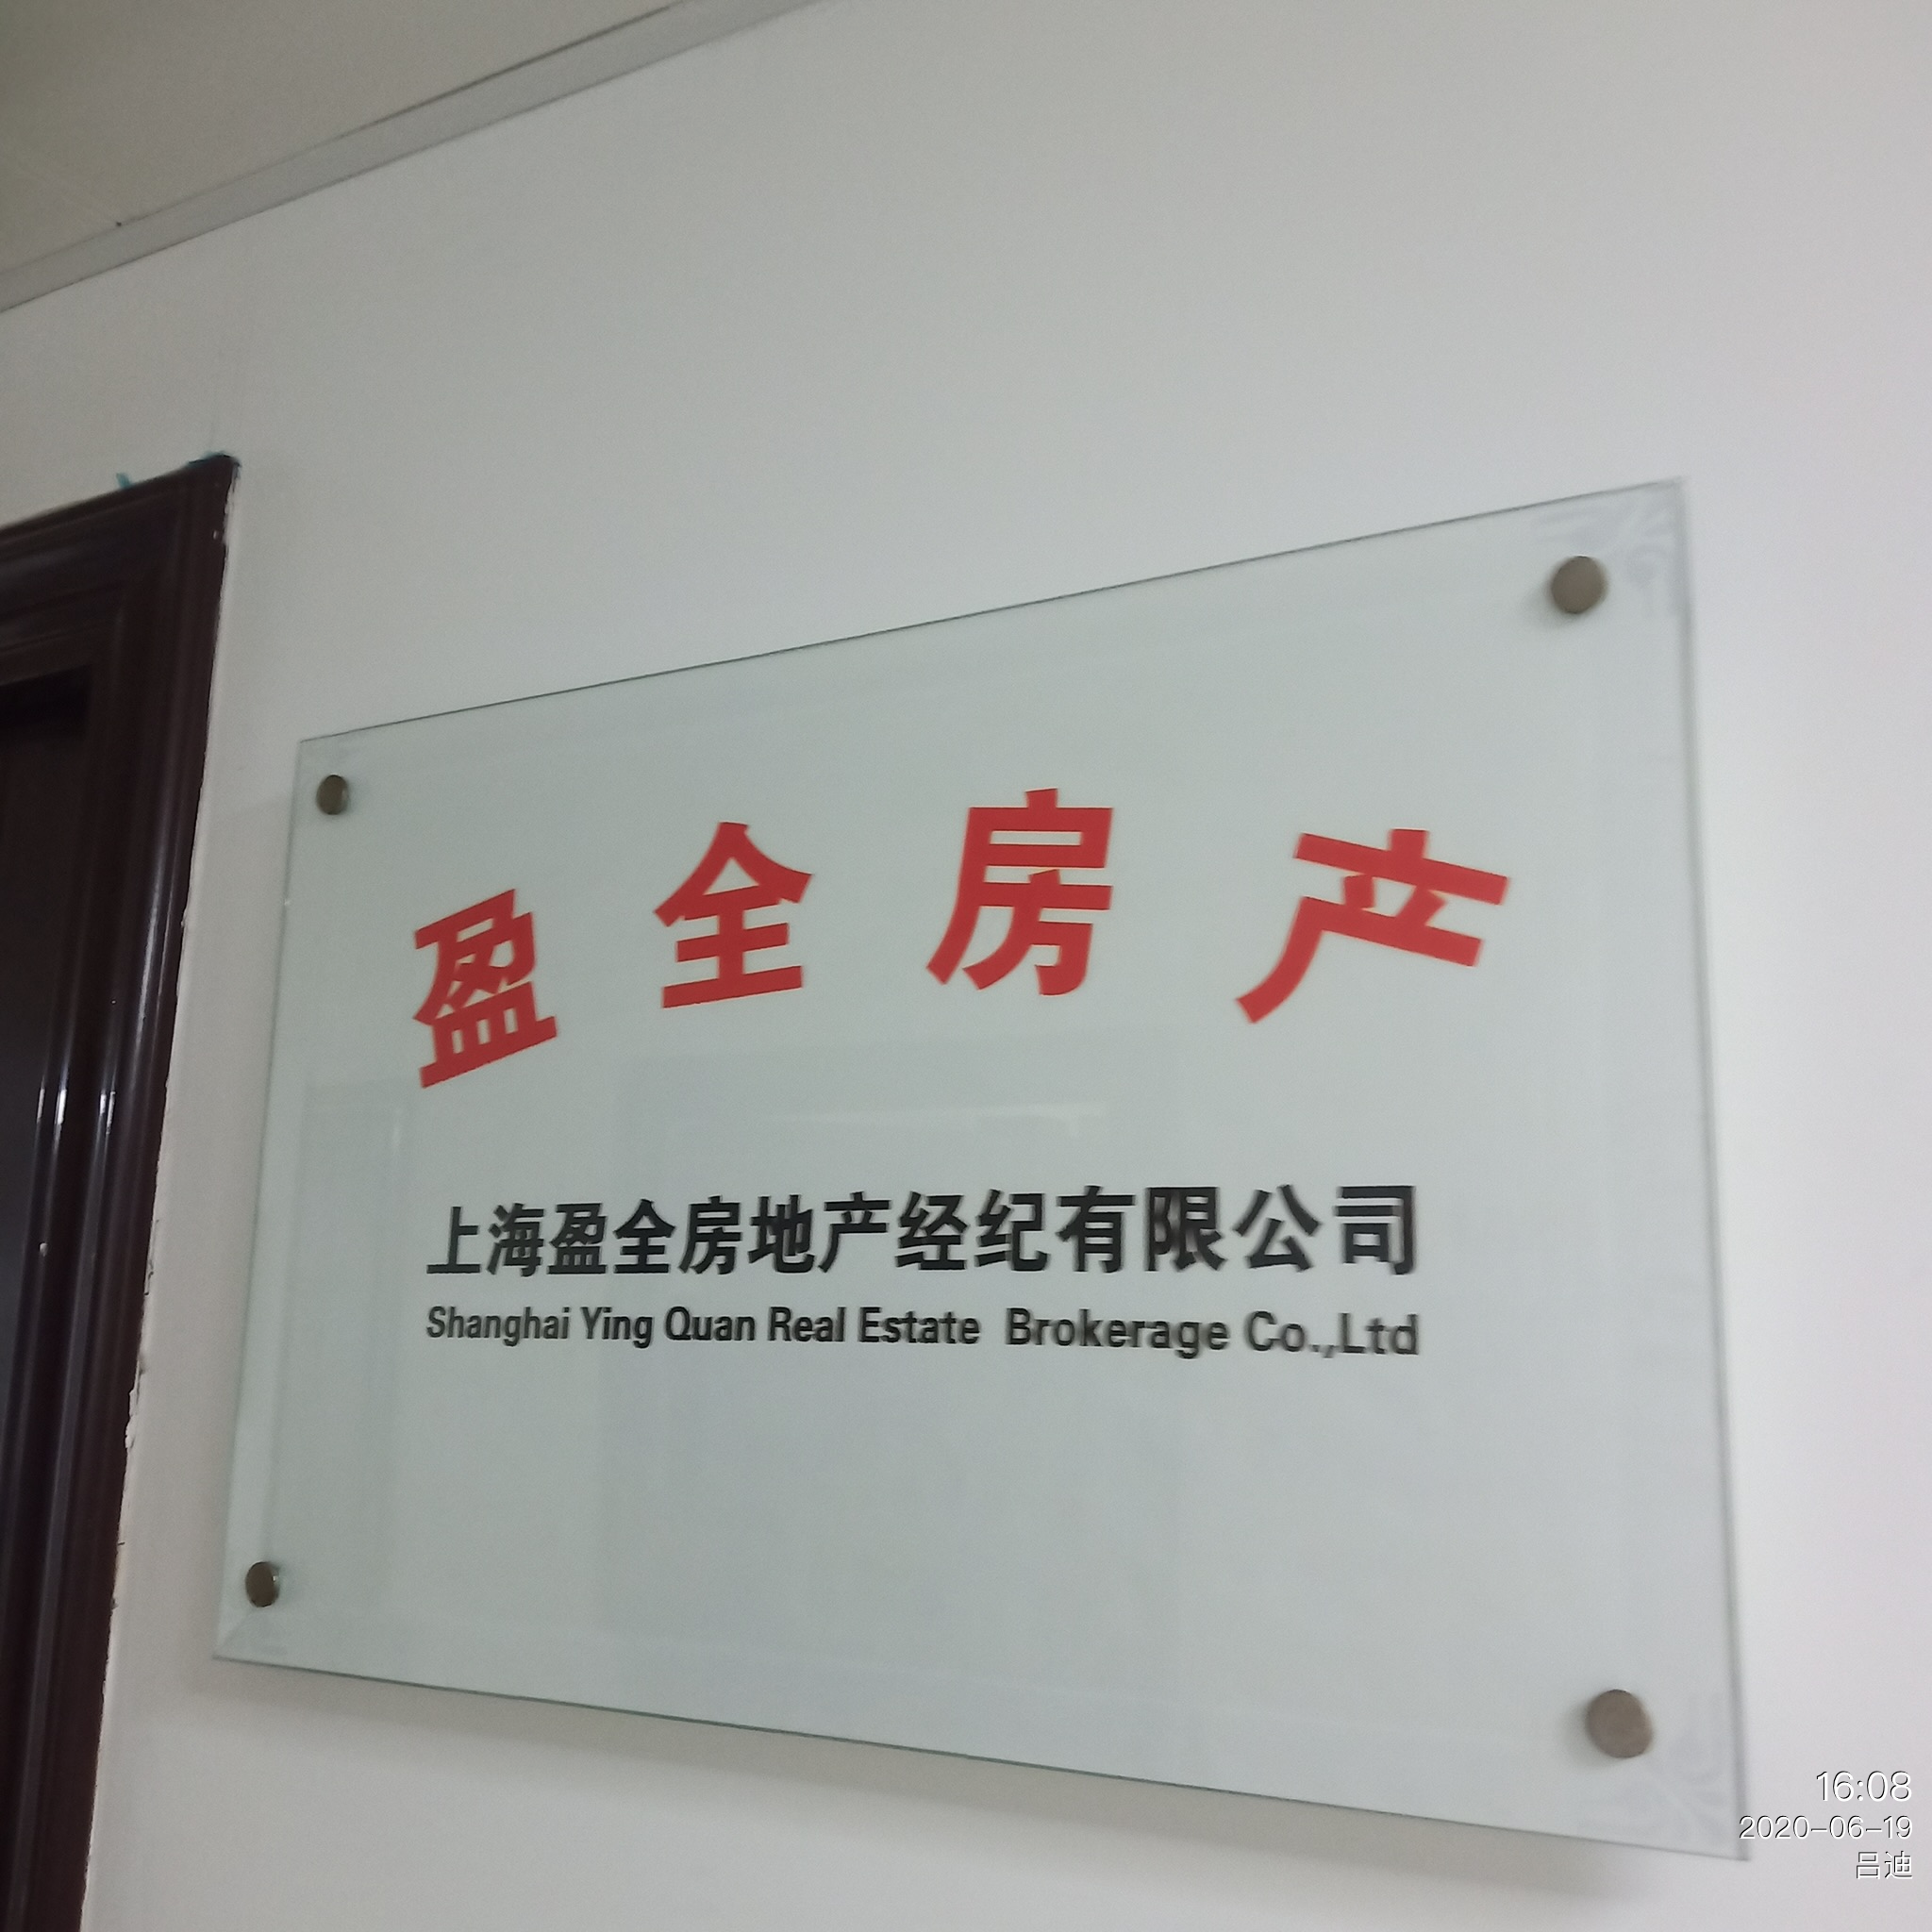 盈全房产
上海盈全房地产经纪有限公司
Shanghai Ying Quan Real Estate Brokerage Co.,Ltd
16:08
2020-06-19
吕迪